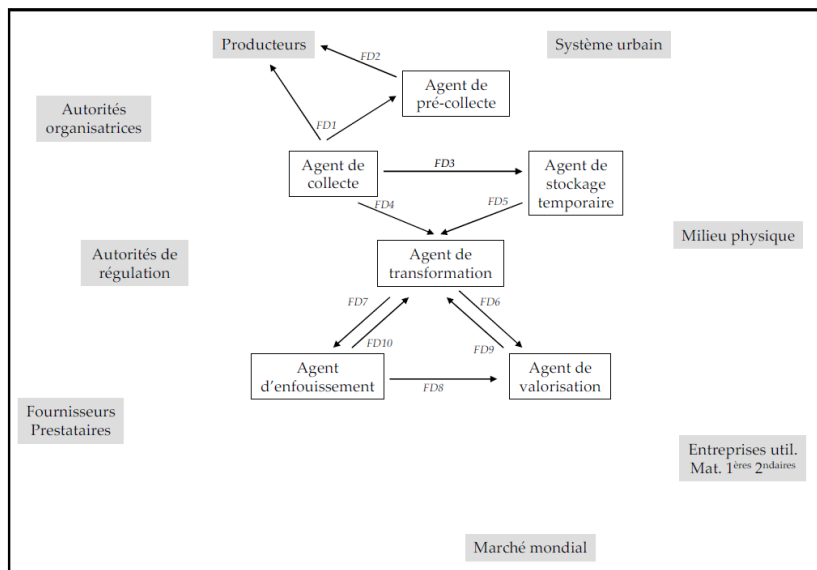 Producteurs
Système urbain
FD2
Agent de
pré-collecte
Autorités
organisatrices
FD1
Agent de
collecte
FD3
Agent de
stockage
temporaire
FD4
FD5
Milieu physique
Autorités de
régulation
Agent de
transformation
FD7
FD6
FD10
FD9
Agent
d'enfouissement
FD8
Agent de
valorisation
Fournisseurs
Prestataires
Entreprises util.
Mat. 1ères 2ndaires
Marché mondial